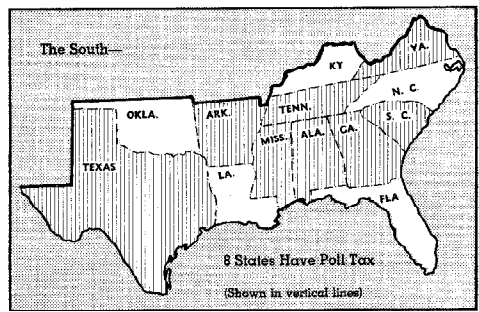 The South—
KY
VA.
N. C.
OKLA.
ARK.
TENN.
S. C.
MISS.
ALA.
GA.
TEXAS
LA.
FLA
8 States Have Poll Tax
(Shown in vertical lines)